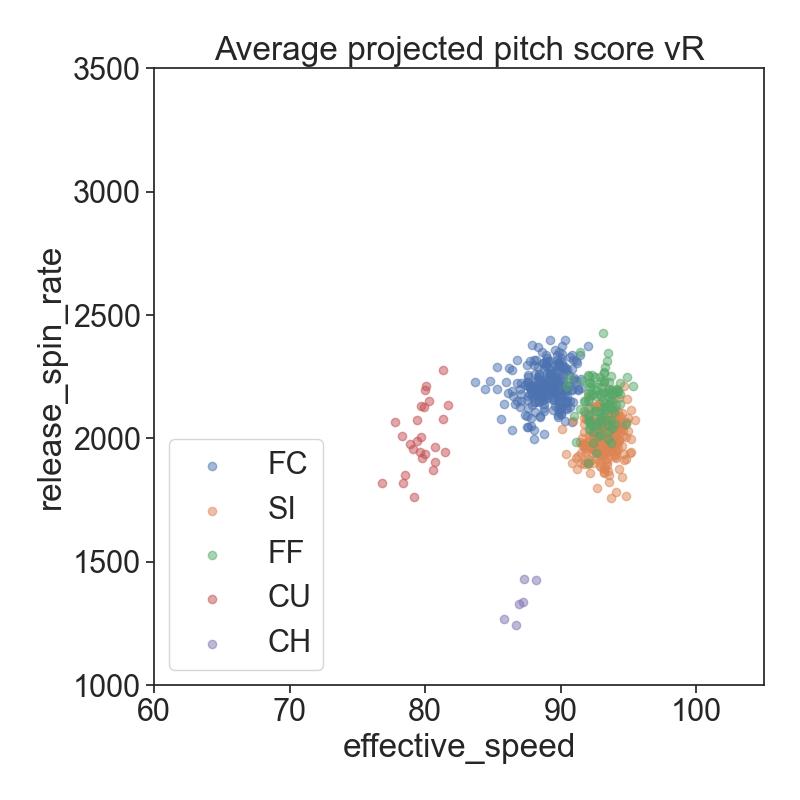 Average projected pitch score vR
3500
3000
2500
2000
1500
1000
release_spin_rate
FC
SI
FF
CU
CH
60
70
80
90
100
effective_speed